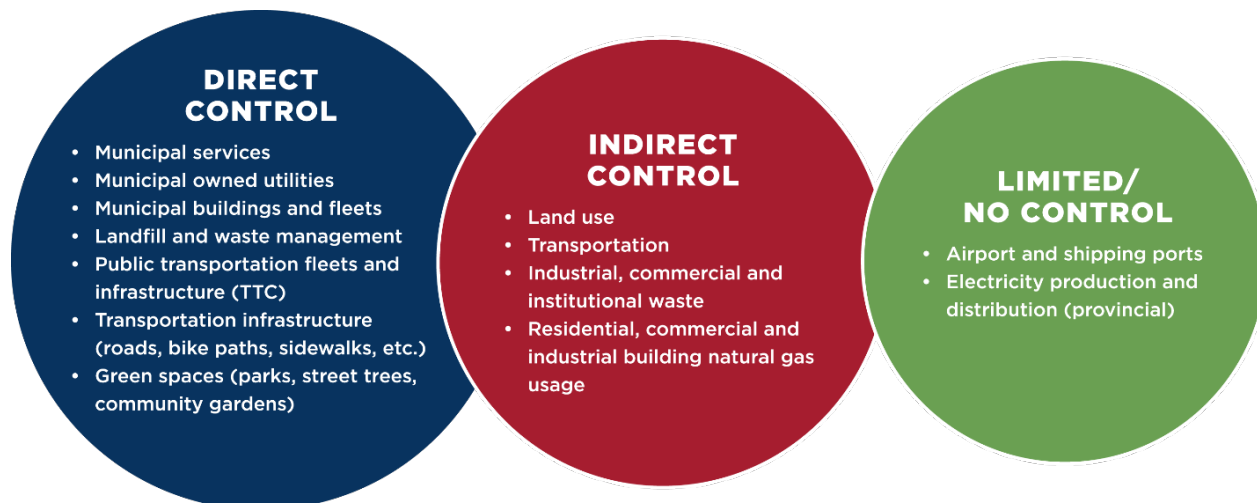 DIRECT
CONTROL
• Municipal services
• Municipal owned utilities
• Municipal buildings and fleets
• Landfill and waste management
• Public transportation fleets and
infrastructure (TTC)
• Transportation infrastructure
(roads, bike paths, sidewalks, etc.)
• Green spaces (parks, street trees,
community gardens)
INDIRECT
CONTROL
• Land use
• Transportation
• Industrial, commercial and
institutional waste
• Residential, commercial and
industrial building natural gas
usage
LIMITED/
NO CONTROL
• Airport and shipping ports
• Electricity production and
distribution (provincial)